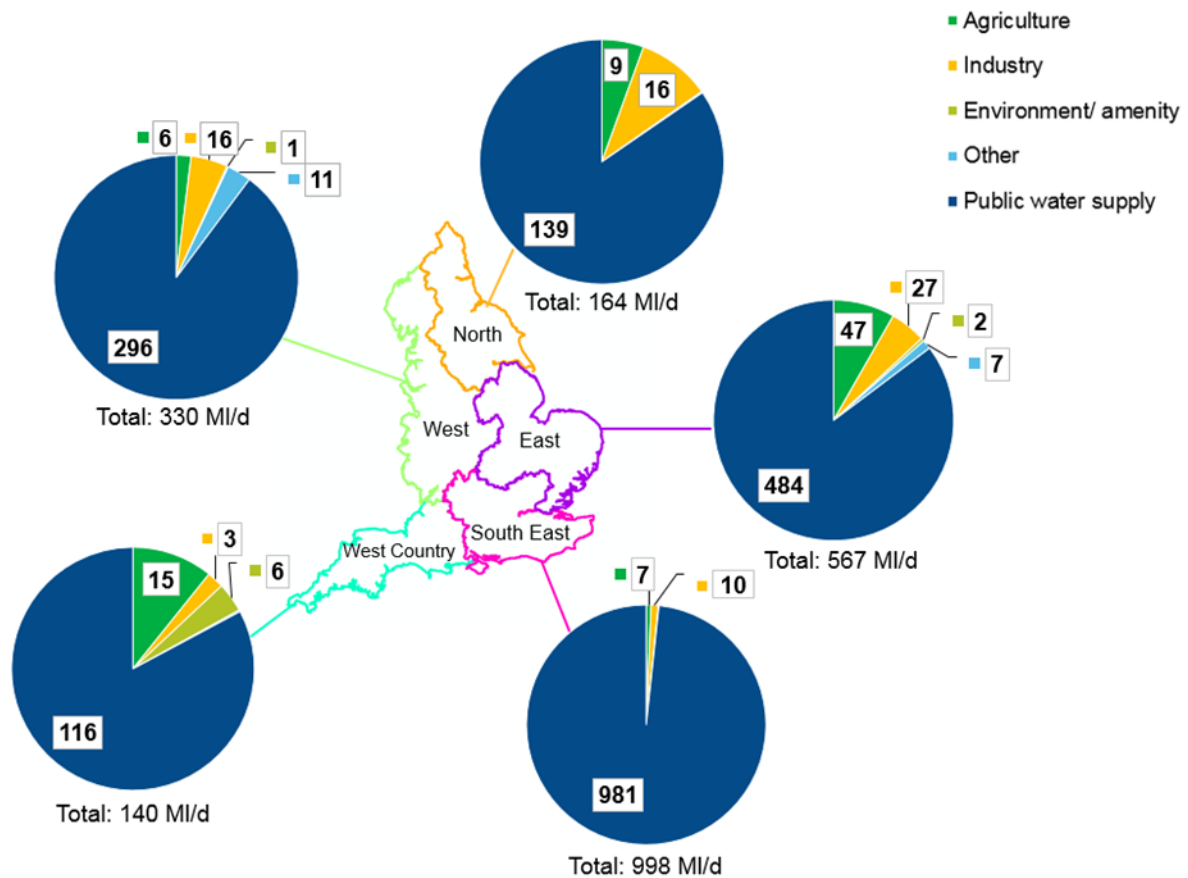 Agriculture
Industry
Environment/ amenity
Other
Public water supply
9
16
139
Total: 164 Ml/d
6
16
1
11
296
Total: 330 Ml/d
27
47
2
7
484
Total: 567 Ml/d
North
West
East
South East
West Country
3
15
6
116
Total: 140 Ml/d
7
10
981
Total: 998 Ml/d